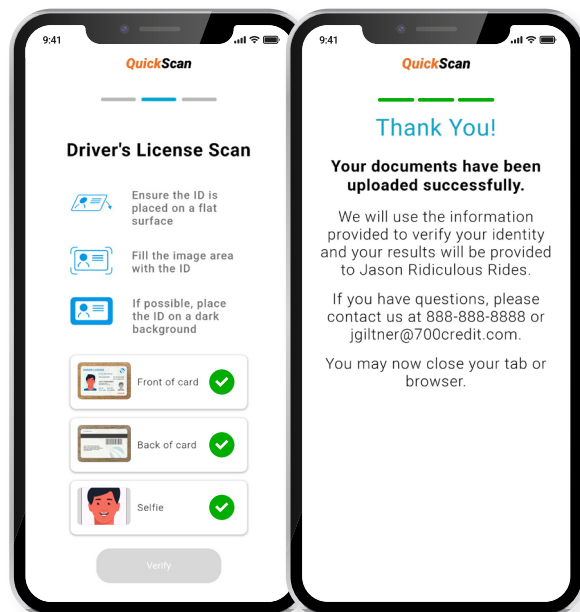 9:41
QuickScan
Driver's License Scan
Ensure the ID is
placed on a flat
surface
Fill the image area
with the ID
If possible, place
the ID on a dark
background
Front of card
Back of card
Selfie
Verify
9:41
QuickScan
Thank You!
Your documents have been
uploaded successfully.
We will use the information
provided to verify your identity
and your results will be provided
to Jason Ridiculous Rides.
If you have questions, please
contact us at 888-888-8888 or
jgiltner@700credit.com.
You may now close your tab or
browser.